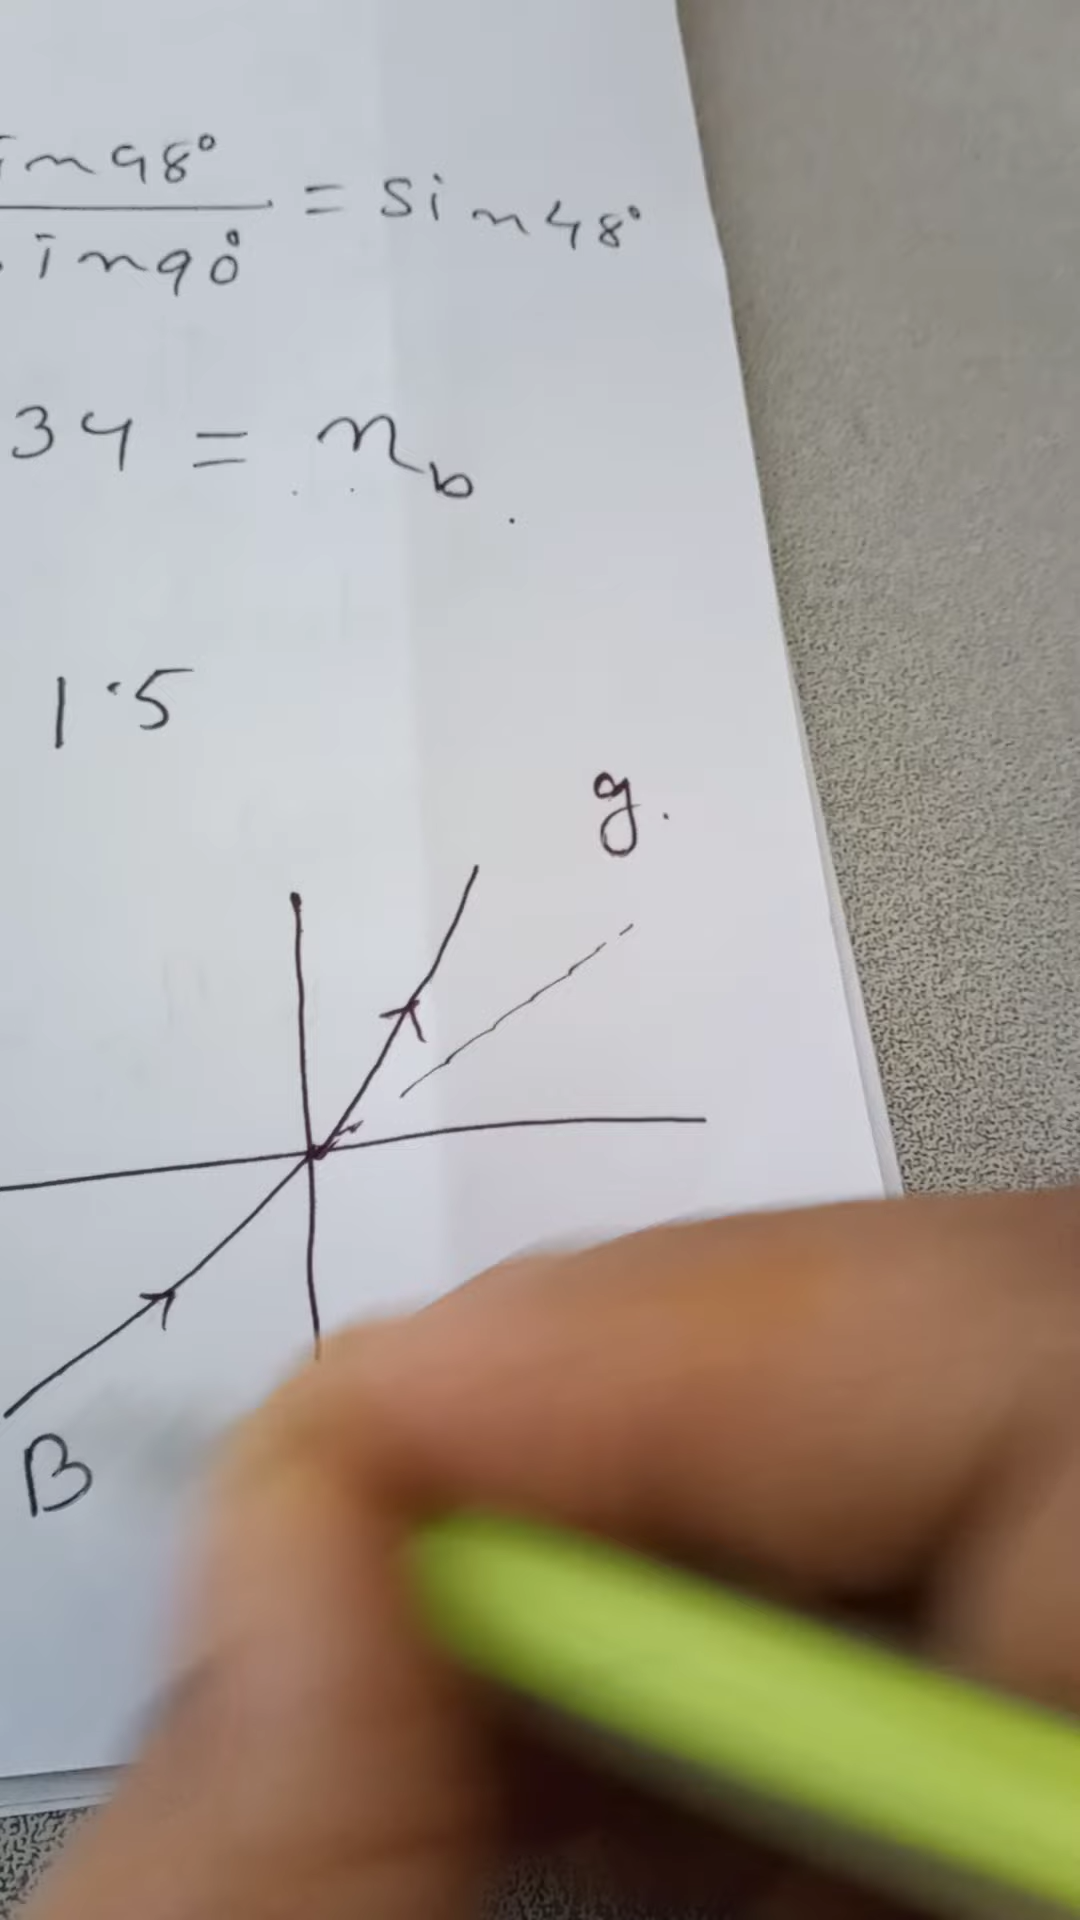 in 48°
= sin 48°
in 90°
34 = n_b
1.5
g.
B